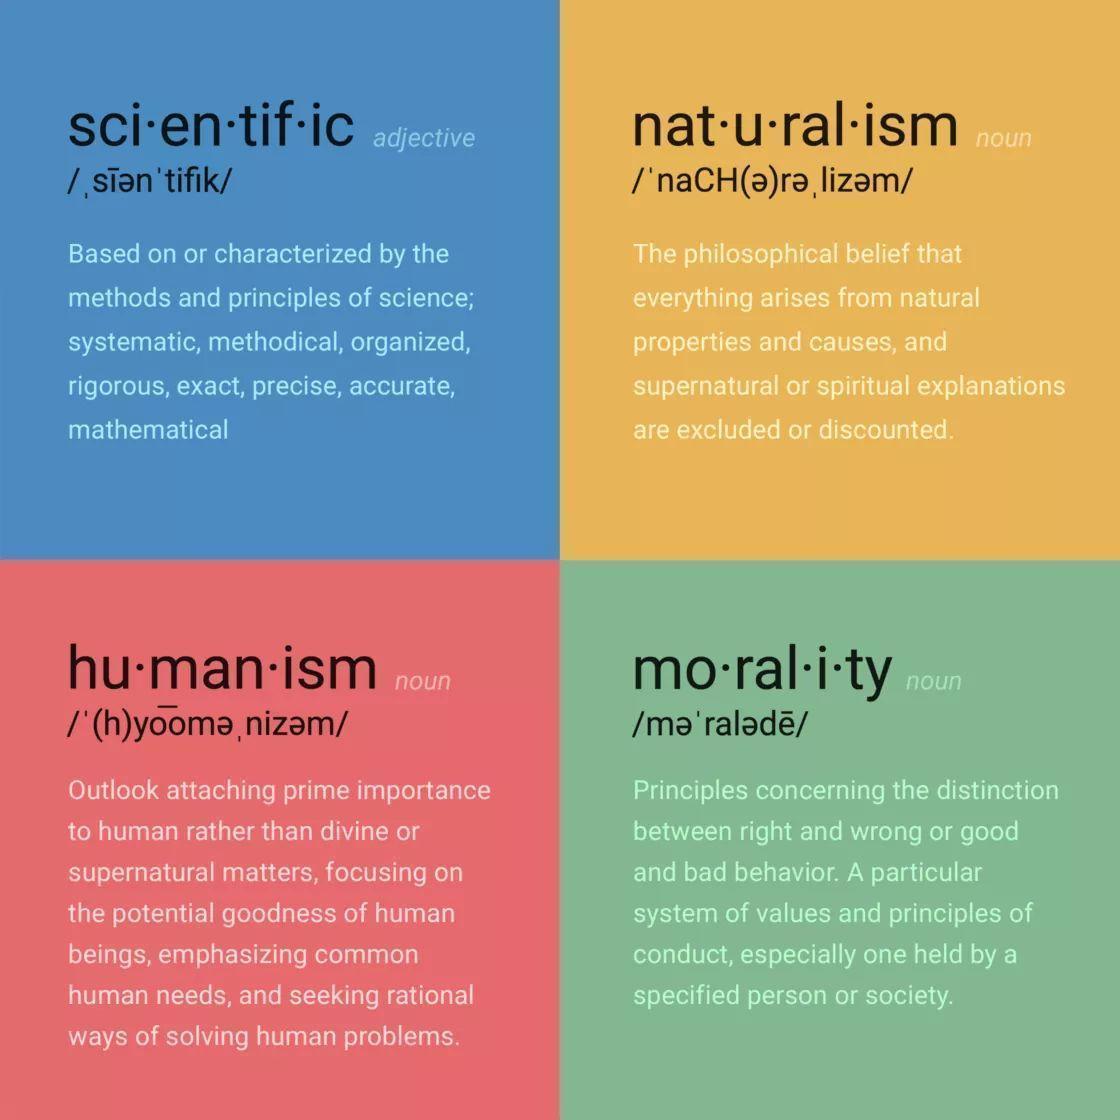 sci·en·tif·ic adjective
/ˌsīənˈtifik/
Based on or characterized by the
methods and principles of science;
systematic, methodical, organized,
rigorous, exact, precise, accurate,
mathematical
nat·u·ral·ism noun
/ˈnaCH(ə)rəˌlizəm/
The philosophical belief that
everything arises from natural
properties and causes, and
supernatural or spiritual explanations
are excluded or discounted.
hu·man·ism noun
/ˈ(h)yo͞oməˌnizəm/
Outlook attaching prime importance
to human rather than divine or
supernatural matters, focusing on
the potential goodness of human
beings, emphasizing common
human needs, and seeking rational
ways of solving human problems.
mo·ral·i·ty noun
/məˈralədē/
Principles concerning the distinction
between right and wrong or good
and bad behavior. A particular
system of values and principles of
conduct, especially one held by a
specified person or society.